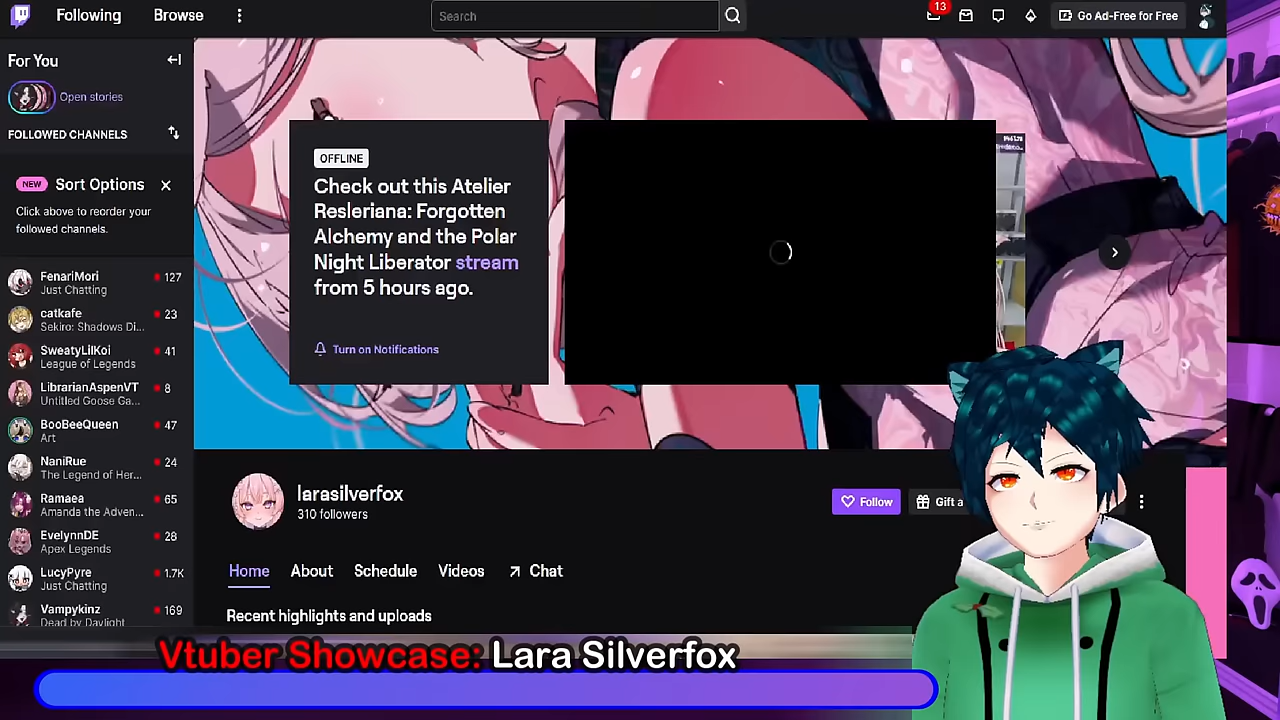 Following
Browse
Search
13
Go Ad-Free for Free
For You
Open stories
FOLLOWED CHANNELS
NEW Sort Options
Click above to reorder your
followed channels.
FenariMori 127
Just Chatting
catkafe 23
Sekiro: Shadows Di...
SweatyLilKoi 41
League of Legends
LibrarianAspenVT 8
Untitled Goose Ga...
BooBeeQueen 47
Art
NaniRue 24
The Legend of Her...
Ramaea 65
Amanda the Adven...
EvelynnDE 28
Apex Legends
LucyPyre 1.7K
Just Chatting
Vampykinz 169
Dead by Daylight
OFFLINE
Check out this Atelier
Resleriana: Forgotten
Alchemy and the Polar
Night Liberator stream
from 5 hours ago.
Turn on Notifications
larasilverfox
310 followers
Follow
Gift a
Home
About
Schedule
Videos
Chat
Recent highlights and uploads
Vtuber Showcase: Lara Silverfox